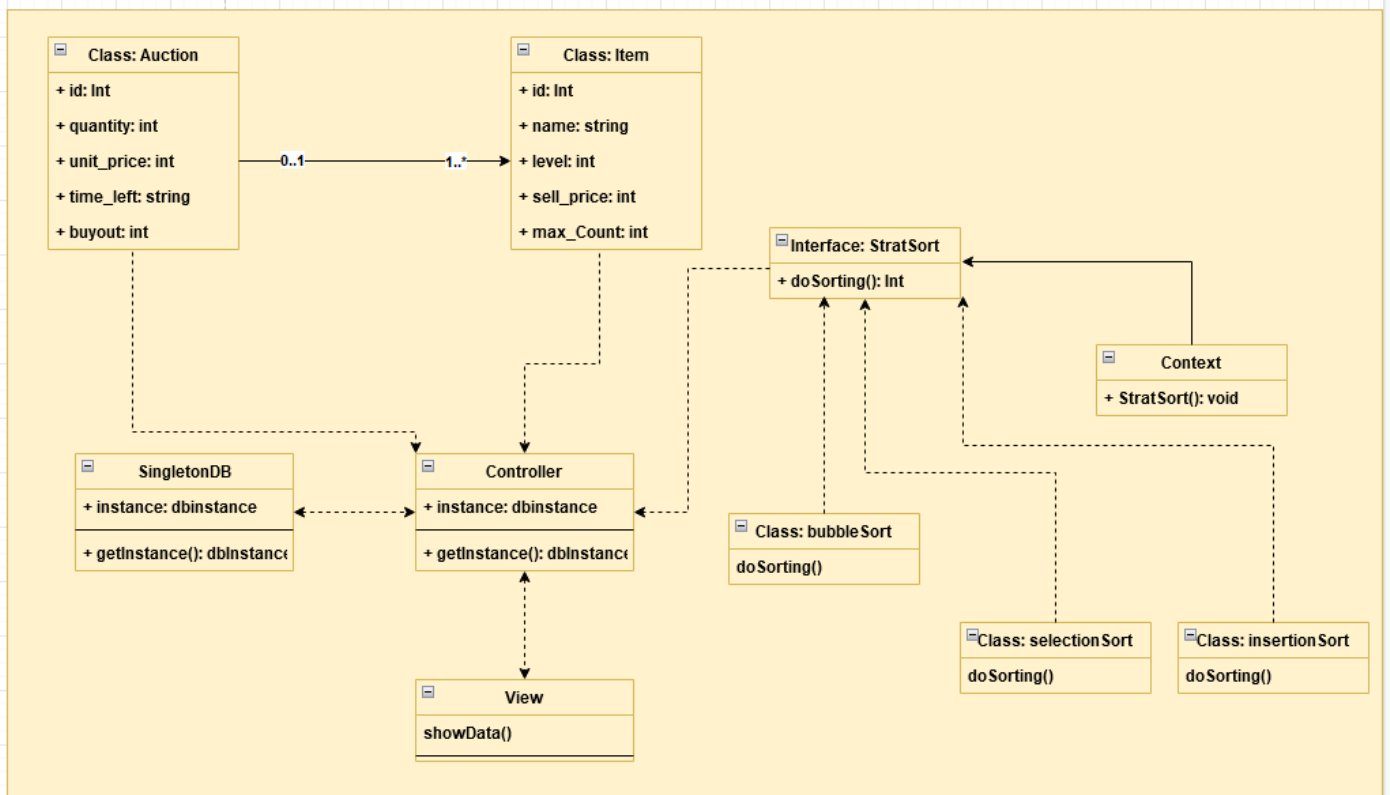 Class: Auction
+ id: Int
+ quantity: int
+ unit_price: int
+ time_left: string
+ buyout: int
0..1
1..*
Class: Item
+ id: Int
+ name: string
+ level: int
+ sell_price: int
+ max_Count: int
Interface: StratSort
+ doSorting(): Int
Context
+ StratSort(): void
SingletonDB
+ instance: dbinstance
+ getInstance(): dbInstance
Controller
+ instance: dbinstance
+ getInstance(): dbInstance
Class: bubbleSort
doSorting()
Class: selectionSort
doSorting()
Class: insertionSort
doSorting()
View
showData()